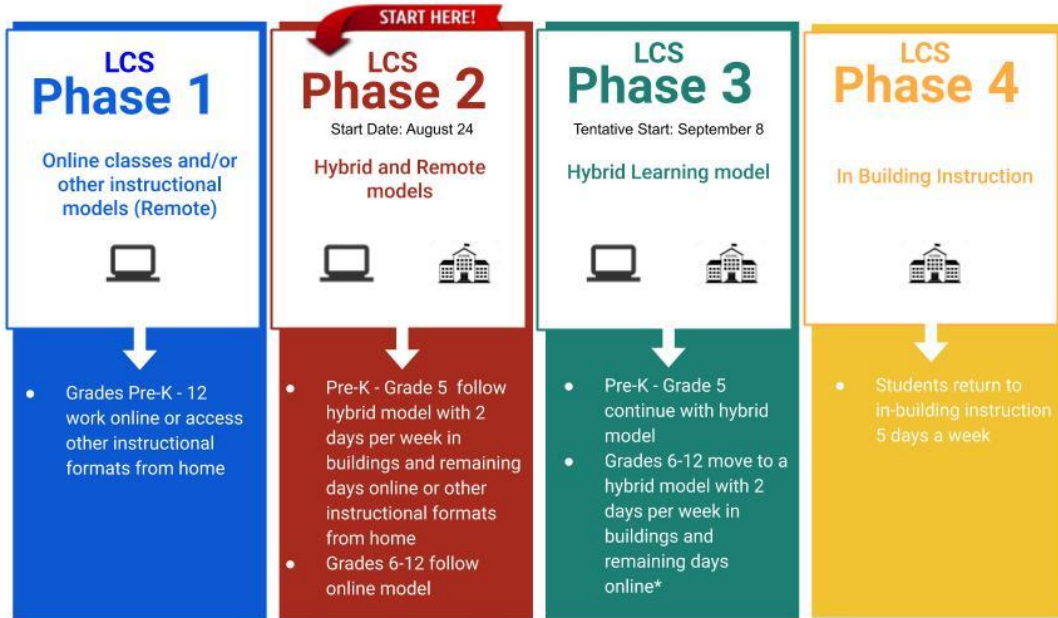 START HERE!
LCS
Phase 1
Online classes and/or
other instructional
models (Remote)
● Grades Pre-K - 12
work online or access
other instructional
formats from home
LCS
Phase 2
Start Date: August 24
Hybrid and Remote
models
● Pre-K - Grade 5 follow
hybrid model with 2
days per week in
buildings and remaining
days online or other
instructional formats
from home
● Grades 6-12 follow
online model
LCS
Phase 3
Tentative Start: September 8
Hybrid Learning model
● Pre-K - Grade 5
continue with hybrid
model
● Grades 6-12 move to a
hybrid model with 2
days per week in
buildings and
remaining days
online*
LCS
Phase 4
In Building Instruction
● Students return to
in-building instruction
5 days a week